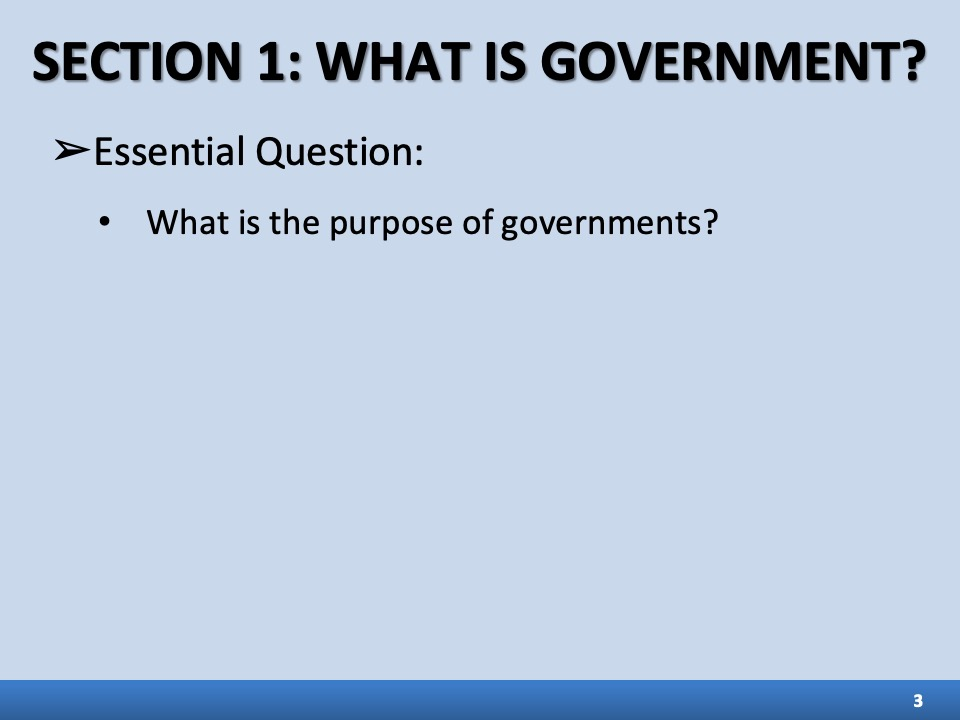 SECTION 1: WHAT IS GOVERNMENT?
➢Essential Question:
• What is the purpose of governments?
3